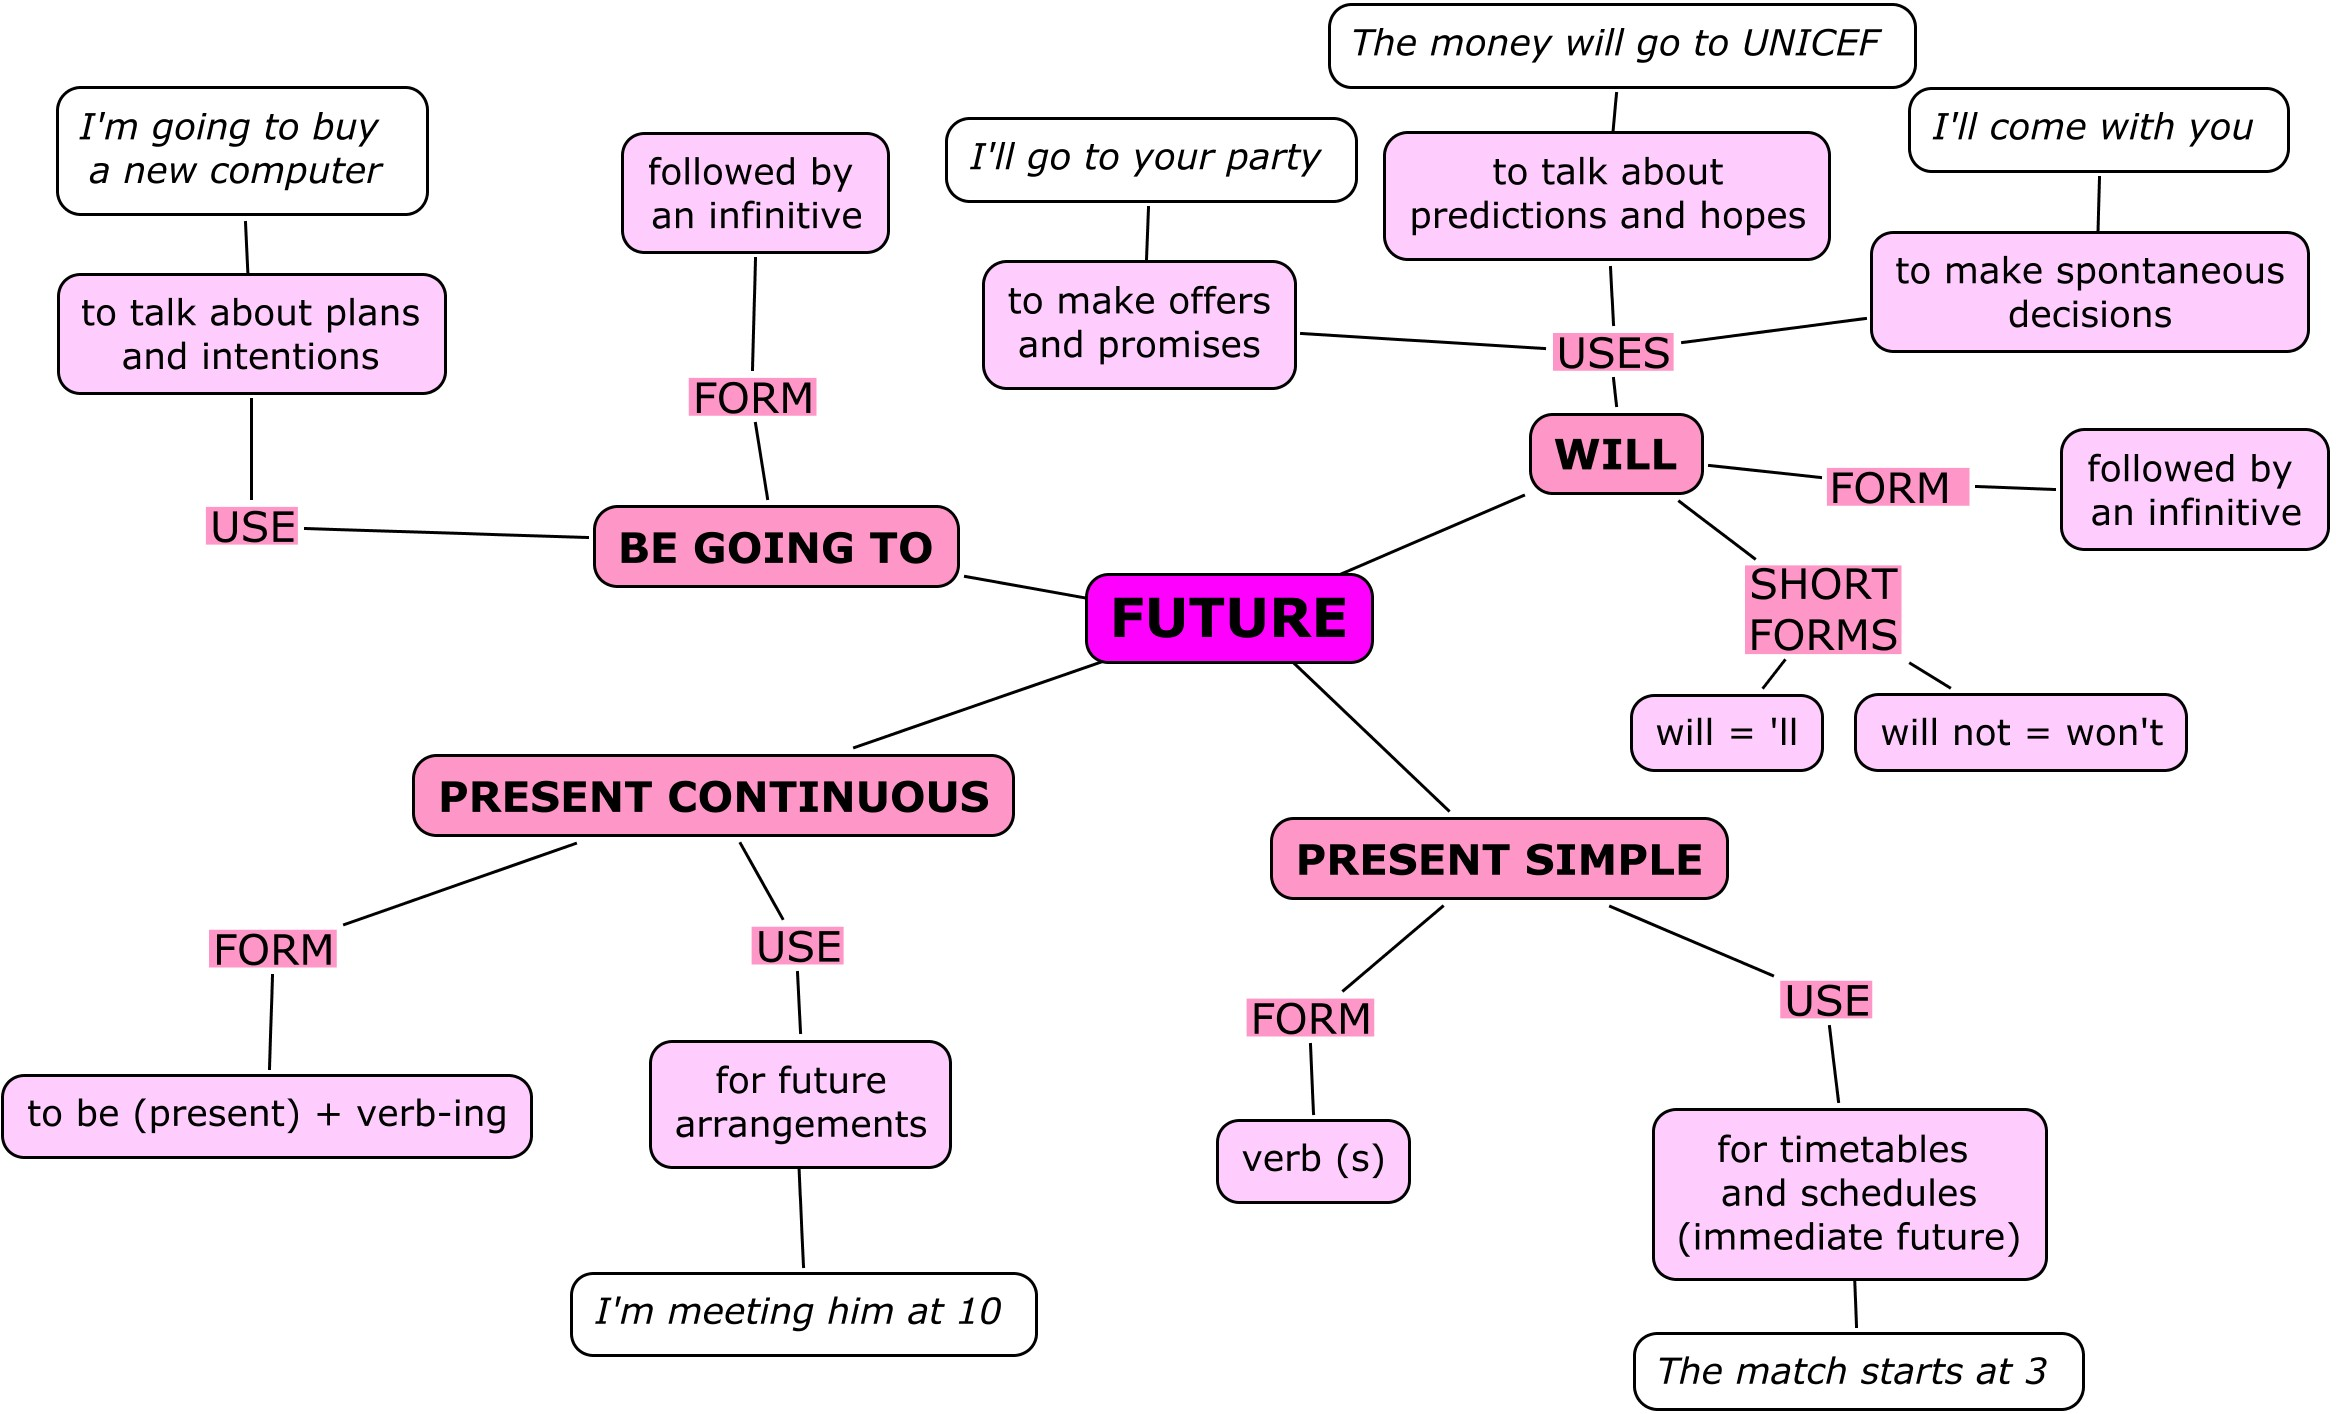 The money will go to UNICEF
I'm going to buy
a new computer
followed by
an infinitive
I'll go to your party
to talk about
predictions and hopes
I'll come with you
to talk about plans
and intentions
to make offers
and promises
to make spontaneous
decisions
USES
FORM
WILL
FORM
followed by
an infinitive
USE
BE GOING TO
FUTURE
SHORT
FORMS
will = 'll
will not = won't
PRESENT CONTINUOUS
PRESENT SIMPLE
FORM
USE
FORM
USE
to be (present) + verb-ing
for future
arrangements
verb (s)
for timetables
and schedules
(immediate future)
I'm meeting him at 10
The match starts at 3